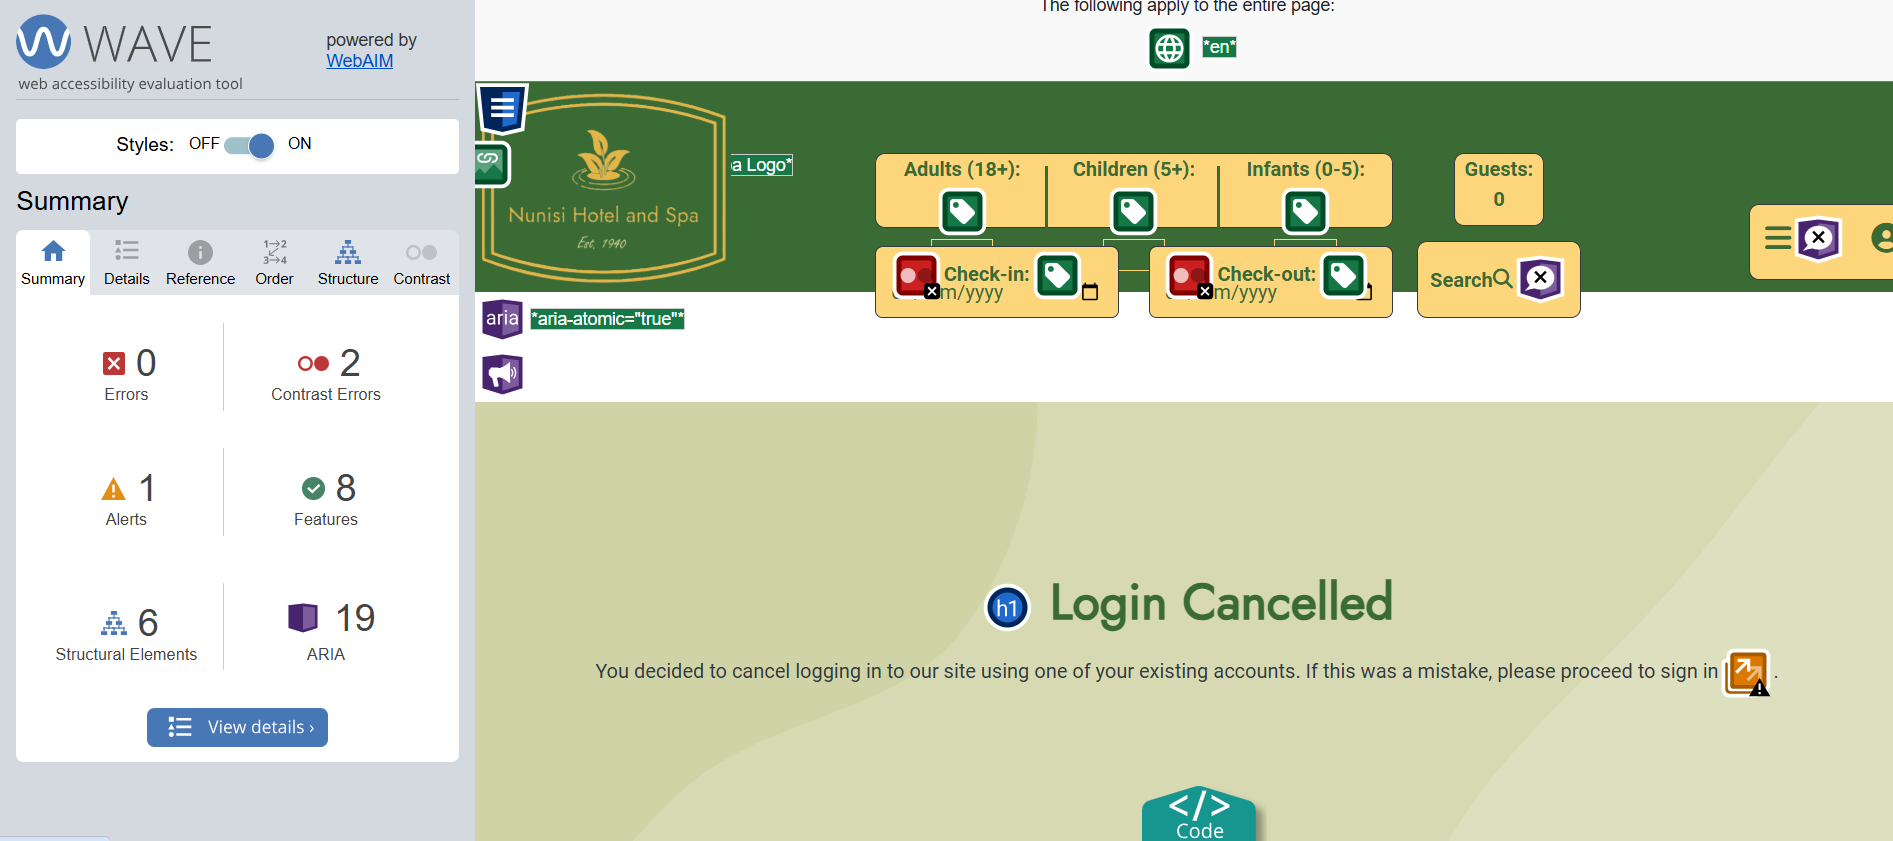 WAVE
powered by
WebAIM
web accessibility evaluation tool
Styles: OFF ON
Summary
Summary Details Reference Order Structure Contrast
1→2
3→4
0
Errors
2
Contrast Errors
1
Alerts
8
Features
6
Structural Elements
19
ARIA
View details ›
The following apply to the entire page:
*en*
Nunisi Hotel and Spa
Est. 1940
a Logo*
Adults (18+):
Children (5+):
Infants (0-5):
Guests:
0
Check-in:
m/yyyy
Check-out:
m/yyyy
Search
aria *aria-atomic="true"*
h1 Login Cancelled
You decided to cancel logging in to our site using one of your existing accounts. If this was a mistake, please proceed to sign in .
</>
Code